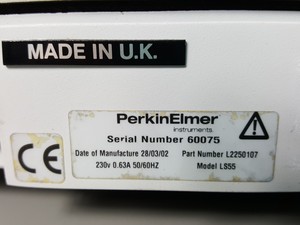 MADE IN U.K.
PerkinElmer
instruments.
Serial Number 60075
Date of Manufacture 28/03/02 Part Number L2250107
230v 0.63A 50/60HZ Model LS55
CE